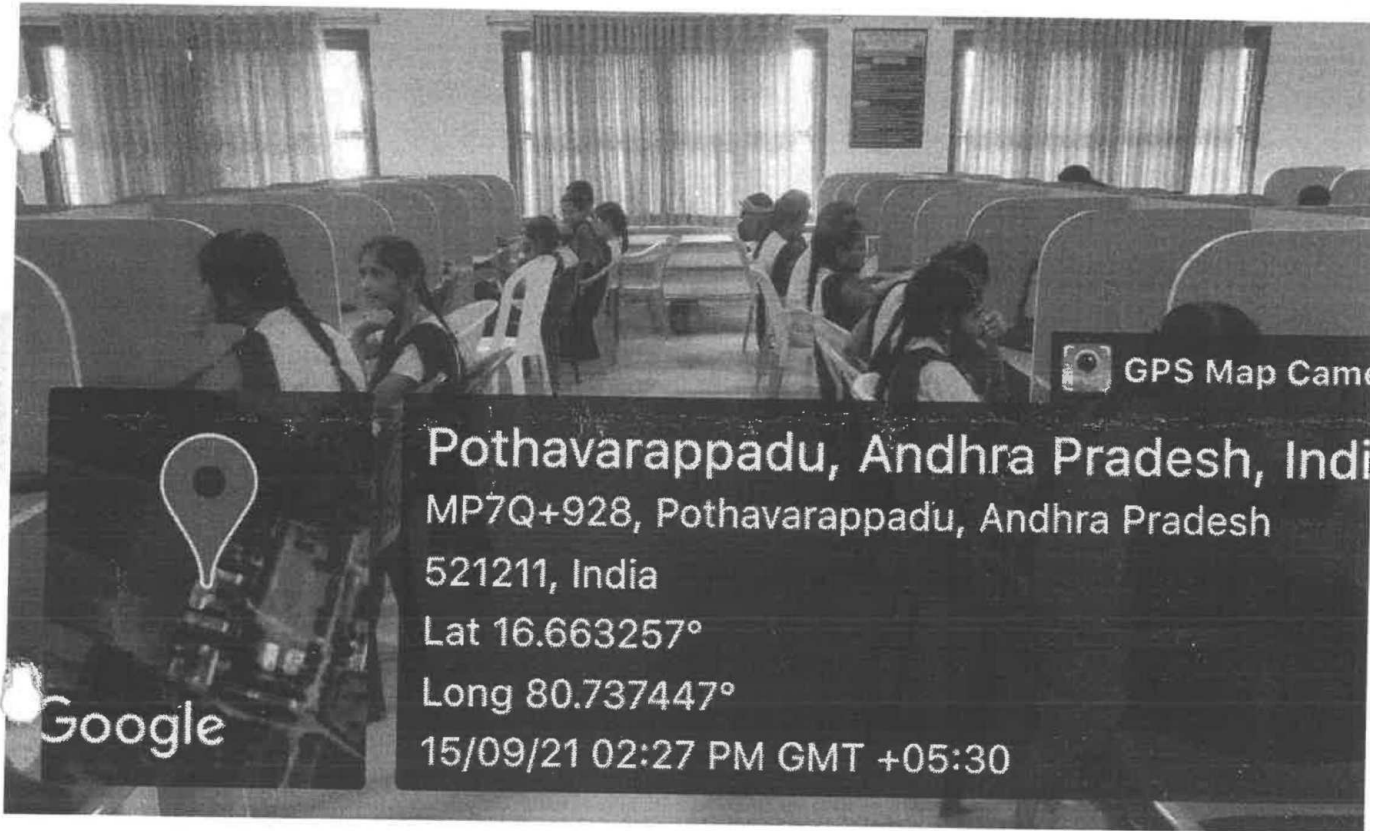 GPS Map Came
Pothavarappadu, Andhra Pradesh, Indi
MP7Q+928, Pothavarappadu, Andhra Pradesh
521211, India
Lat 16.663257°
Long 80.737447°
15/09/21 02:27 PM GMT +05:30
Google